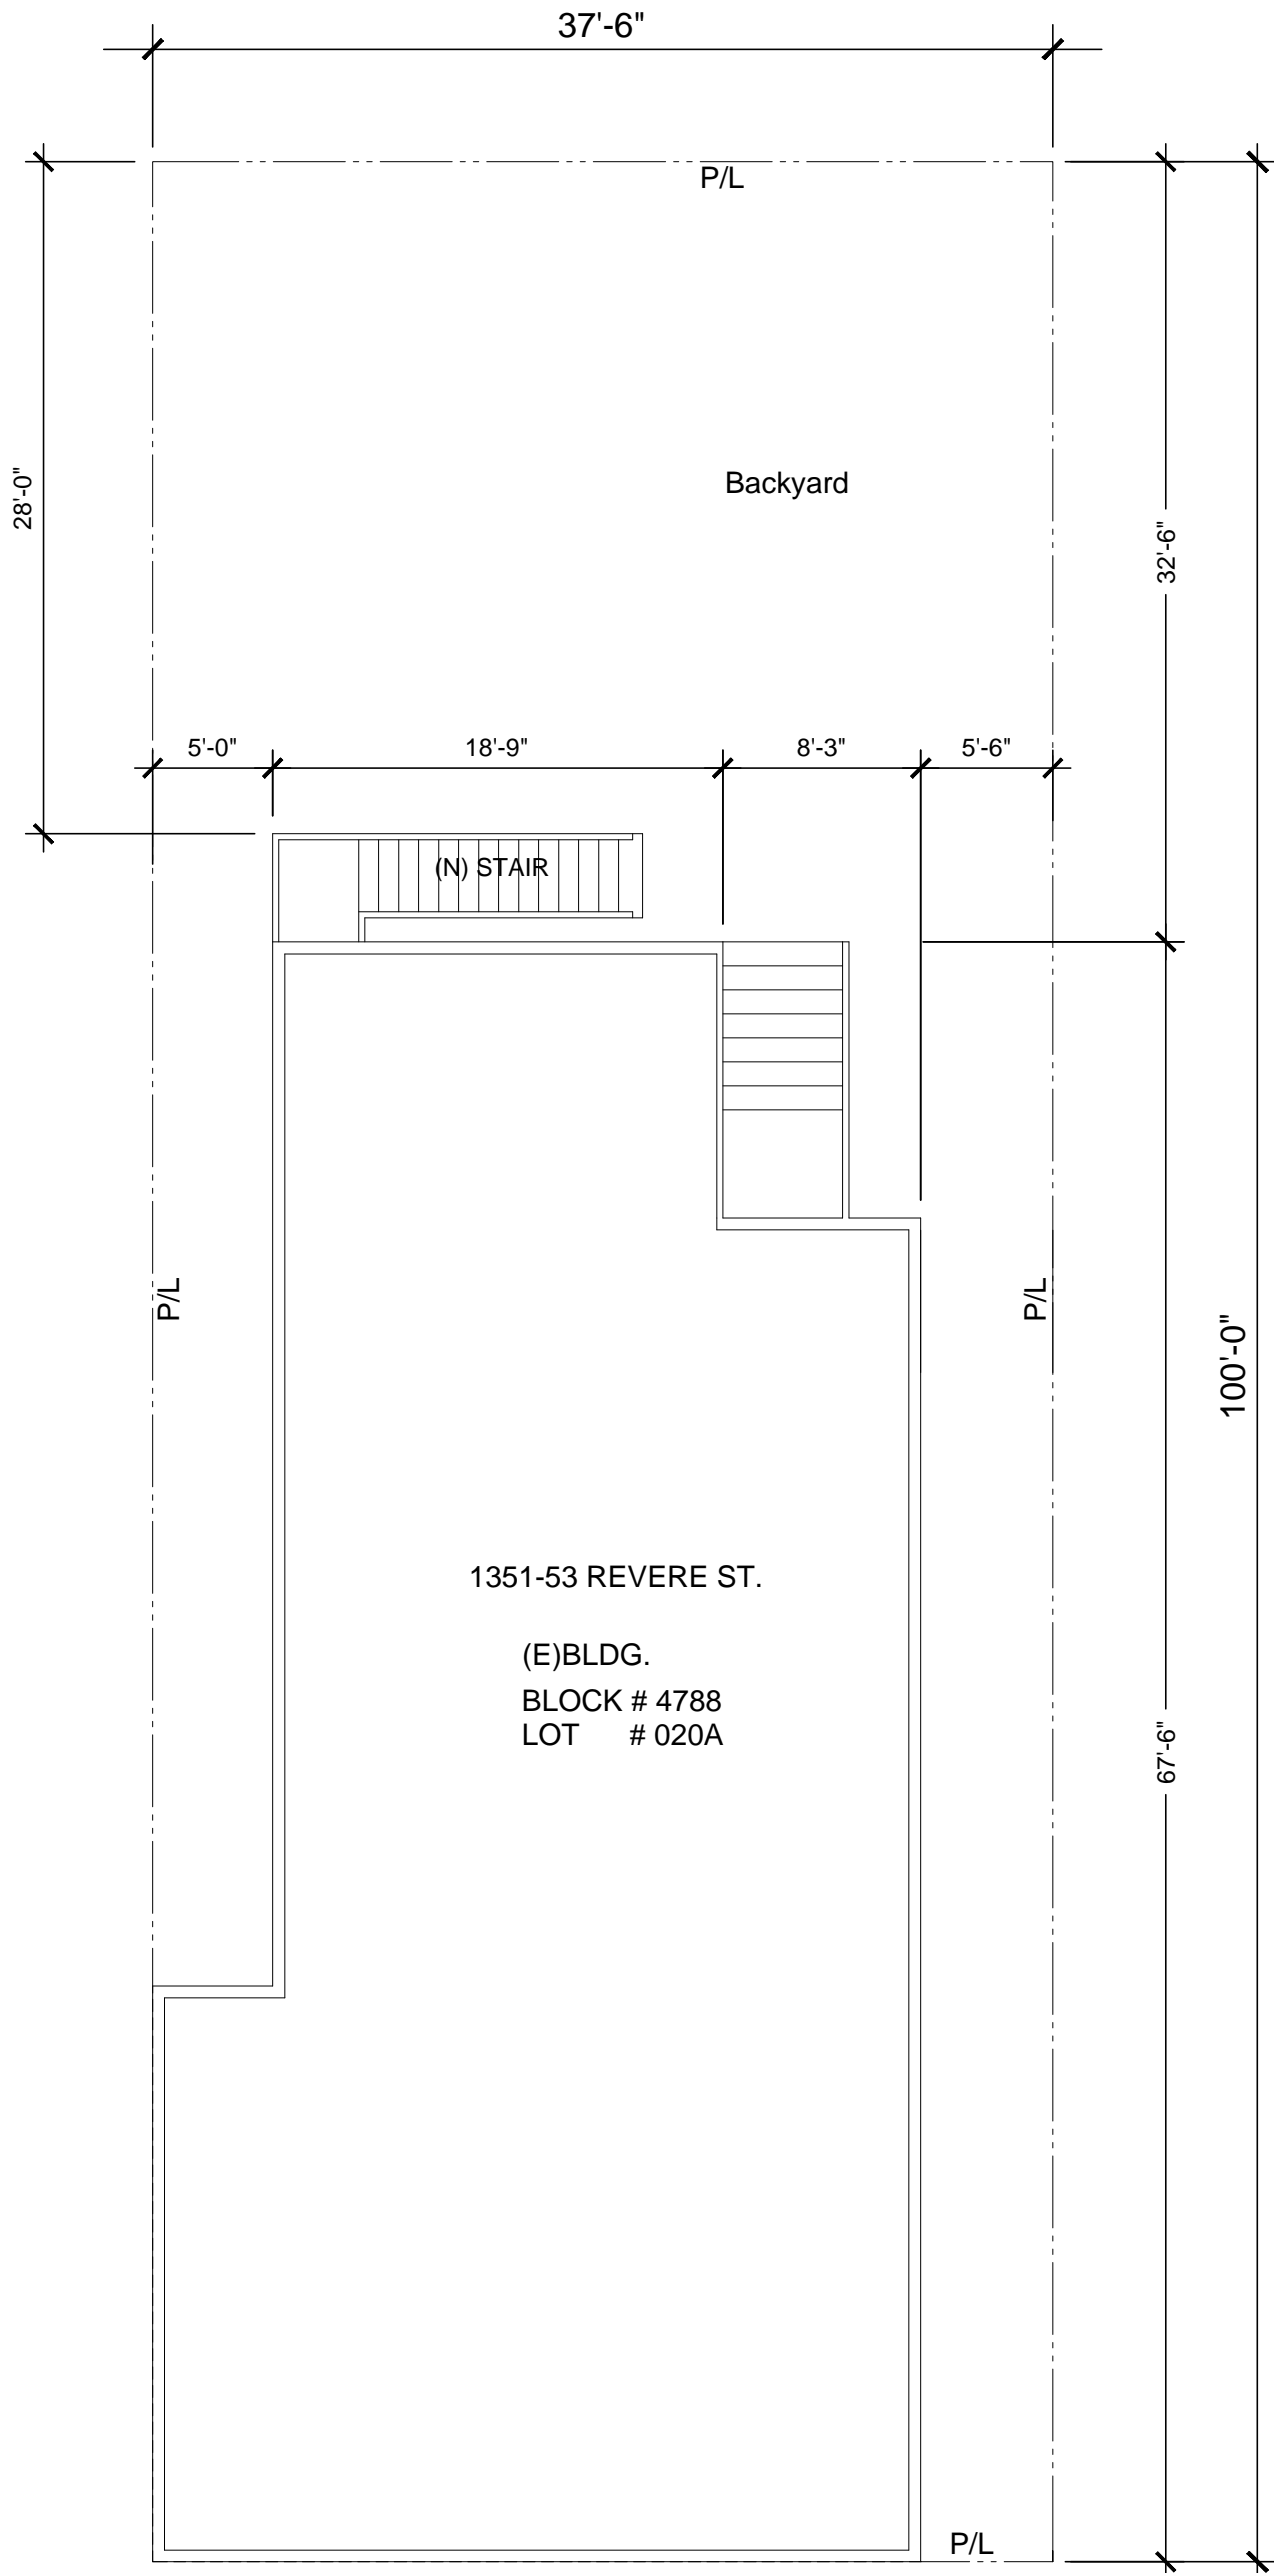 37'-6"
P/L
28'-0"
Backyard
32'-6"
5'-0"
18'-9"
8'-3"
5'-6"
(N) STAIR
P/L
P/L
100'-0"
1351-53 REVERE ST.
(E)BLDG.
BLOCK # 4788
LOT # 020A
67'-6"
P/L